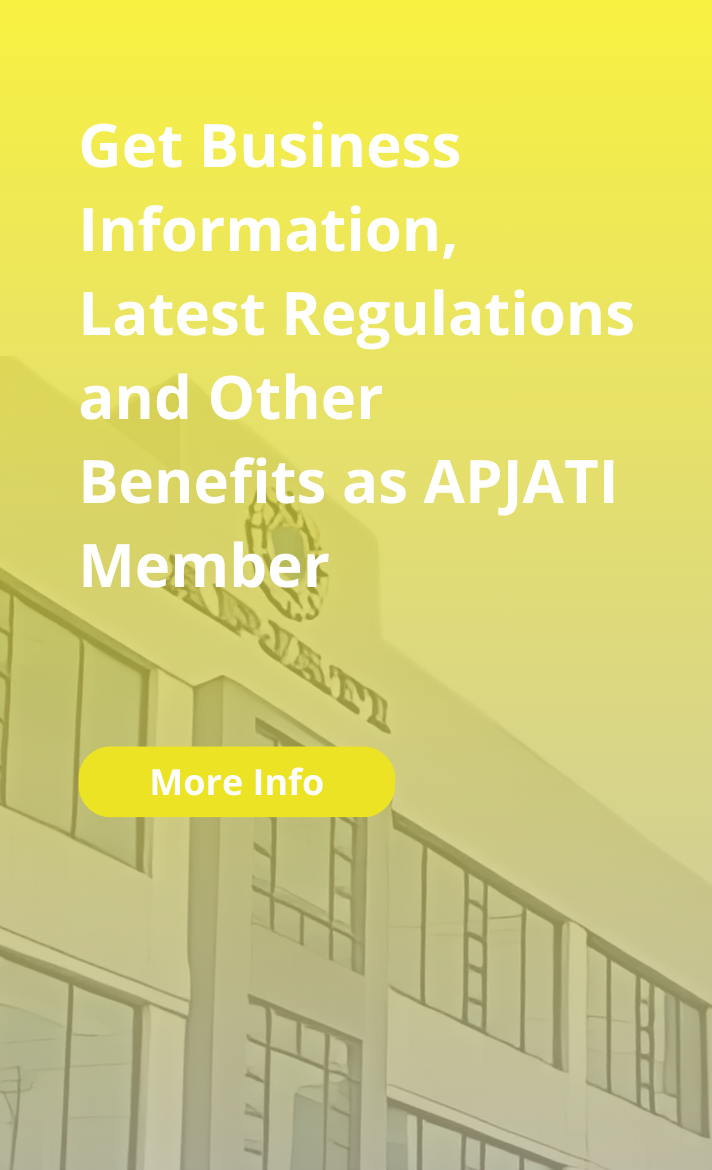 Get Business
Information,
Latest Regulations
and Other
Benefits as APJATI
Member
APJATI
More Info